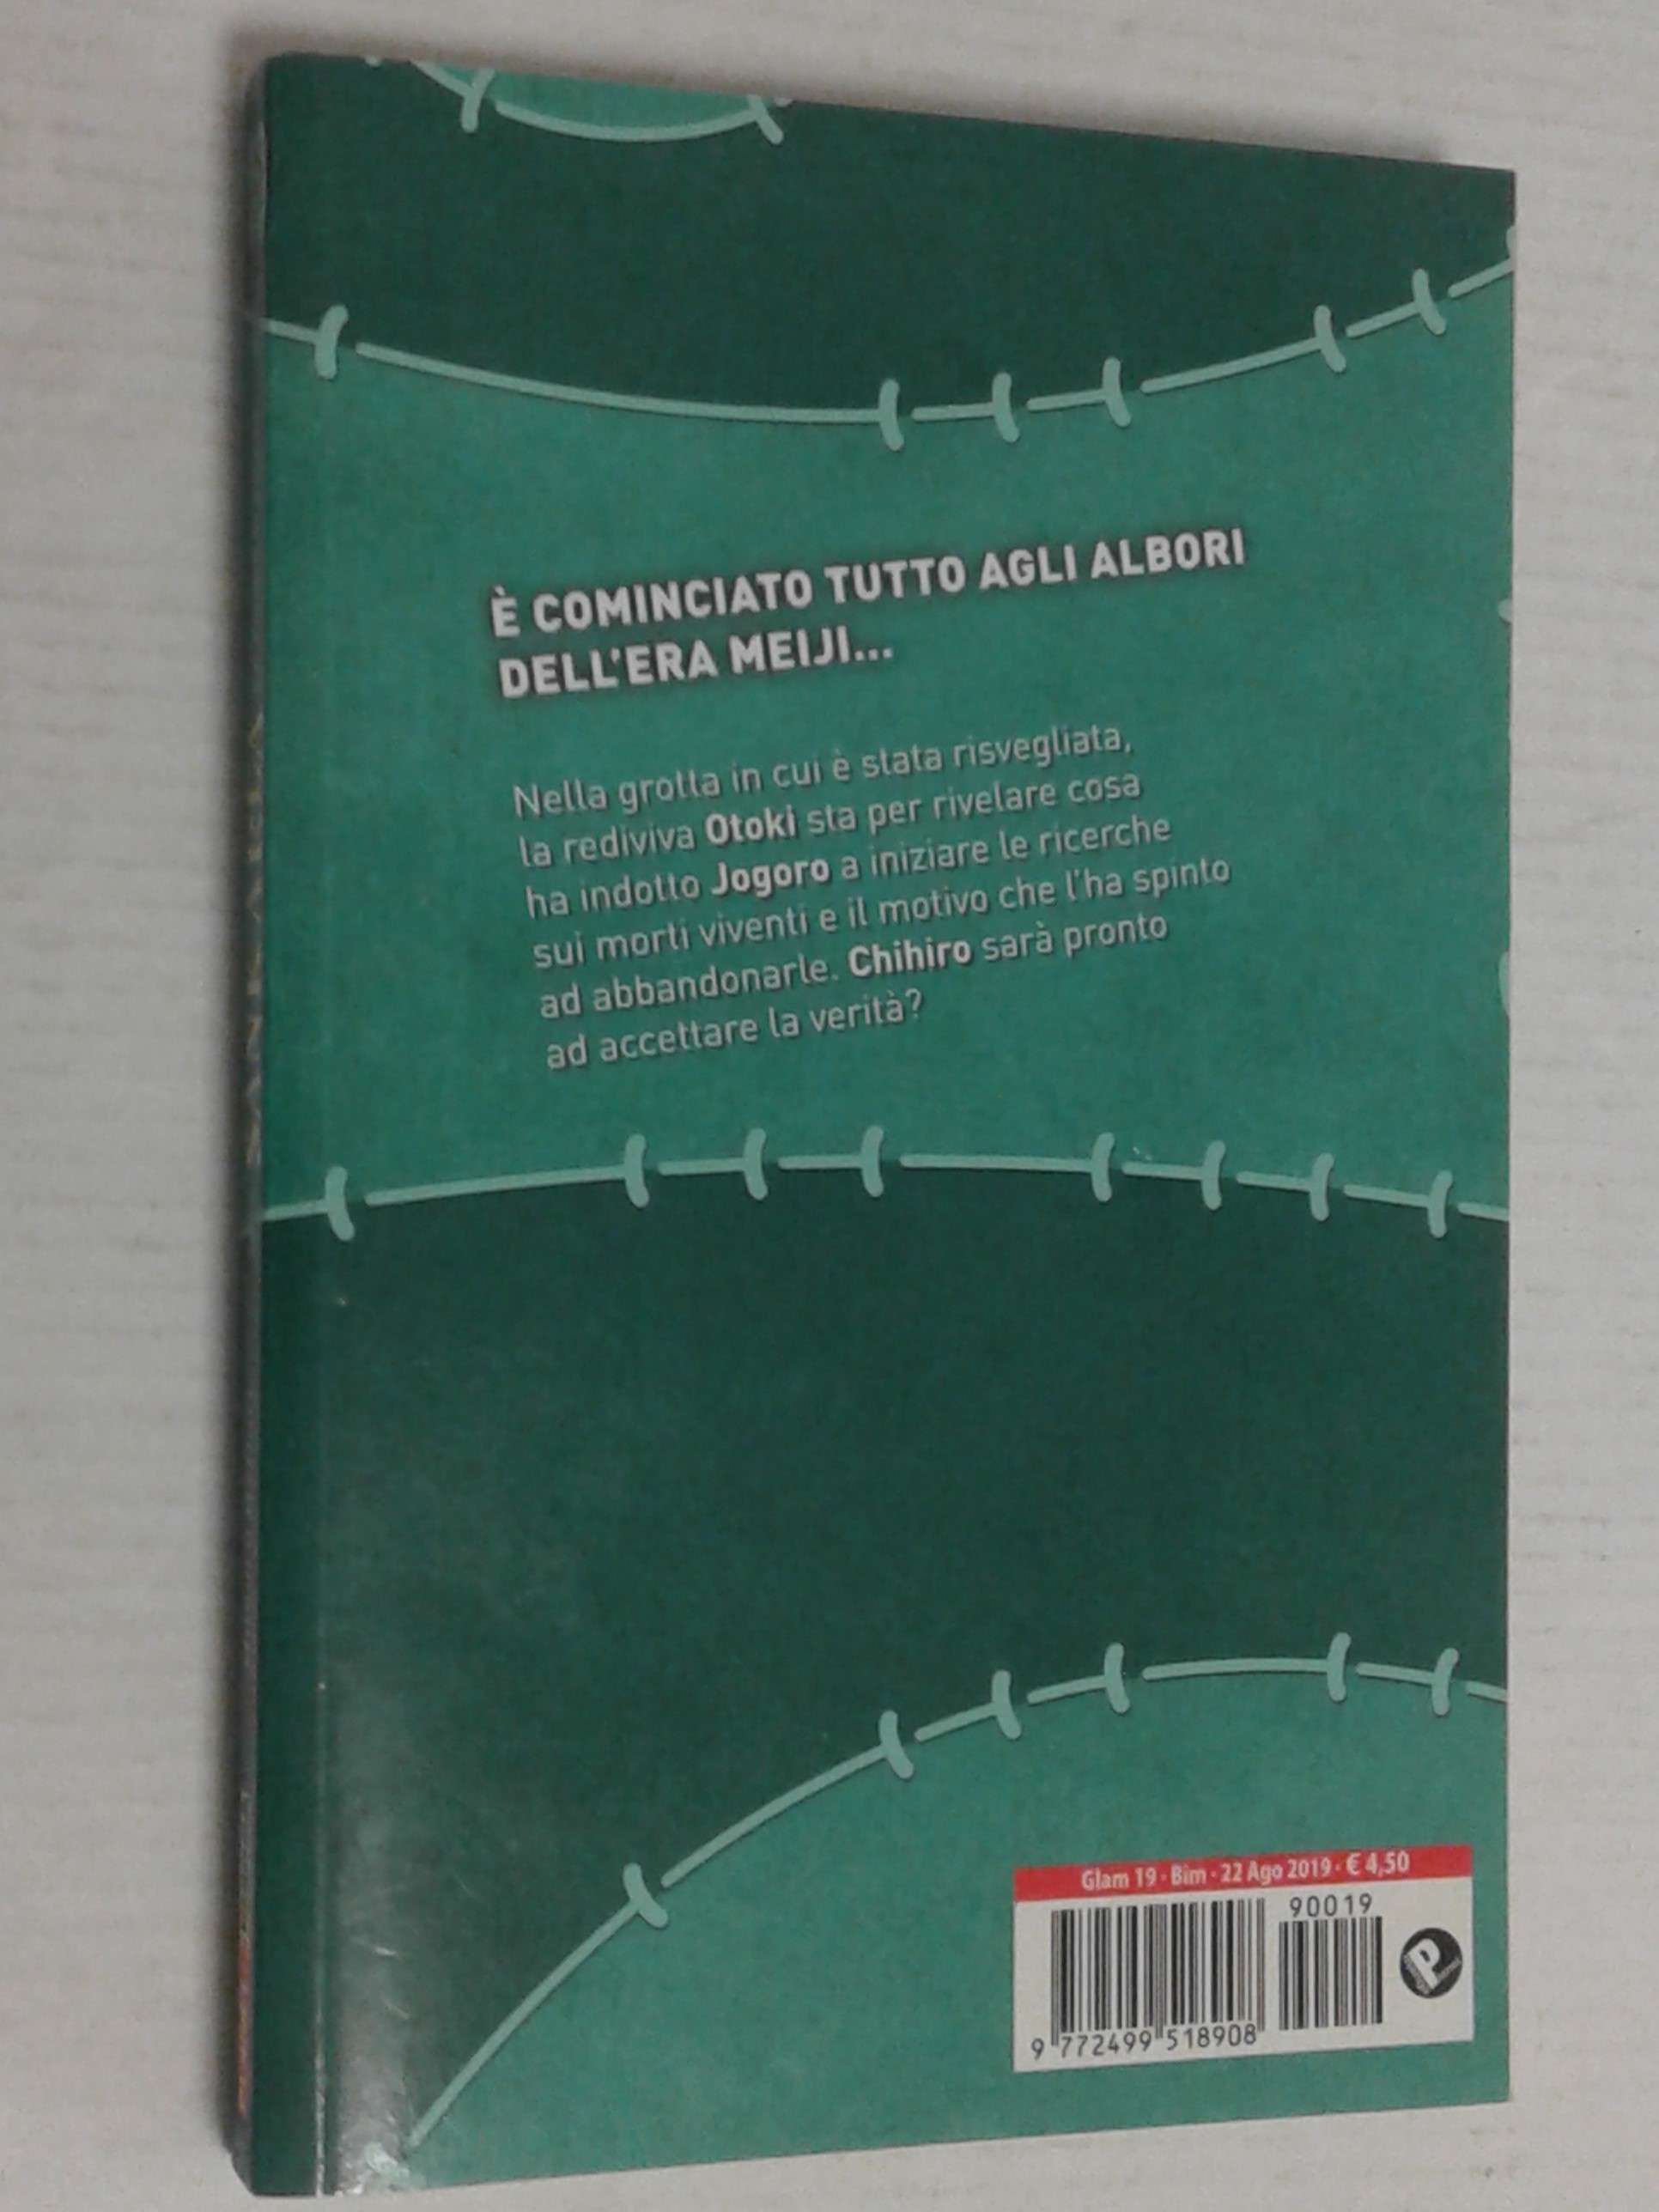 È COMINCIATO TUTTO AGLI ALBORI
DELL'ERA MEIJI...
Nella grotta in cui è stata risvegliata,
la rediviva Otoki sta per rivelare cosa
ha indotto Jogoro a iniziare le ricerche
sui morti viventi e il motivo che l'ha spinto
ad abbandonarle. Chihiro sarà pronto
ad accettare la verità?
Glam 19 · Bim · 22 Ago 2019 · € 4,50
90019
P
9 772499 518908